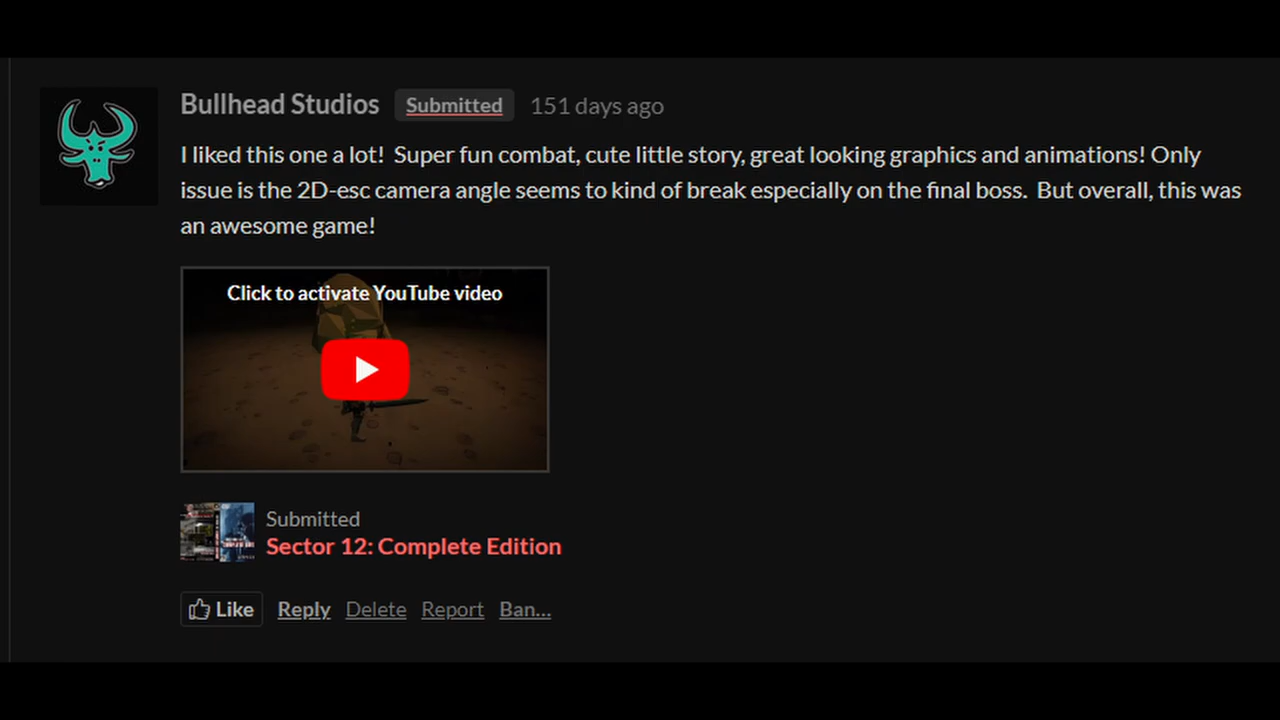 Bullhead Studios Submitted 151 days ago
I liked this one a lot! Super fun combat, cute little story, great looking graphics and animations! Only
issue is the 2D-esc camera angle seems to kind of break especially on the final boss. But overall, this was
an awesome game!
Click to activate YouTube video
Submitted
Sector 12: Complete Edition
Like Reply Delete Report Ban...